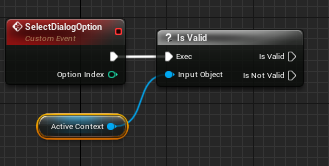 SelectDialogOption
Custom Event
Option Index
? Is Valid
Exec
Is Valid
Input Object
Is Not Valid
Active Context